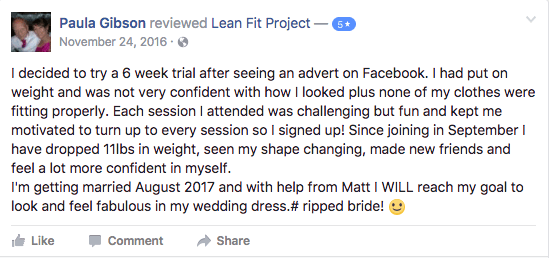 Paula Gibson reviewed Lean Fit Project — 5★
November 24, 2016 ·
I decided to try a 6 week trial after seeing an advert on Facebook. I had put on
weight and was not very confident with how I looked plus none of my clothes were
fitting properly. Each session I attended was challenging but fun and kept me
motivated to turn up to every session so I signed up! Since joining in September I
have dropped 11lbs in weight, seen my shape changing, made new friends and
feel a lot more confident in myself.
I'm getting married August 2017 and with help from Matt I WILL reach my goal to
look and feel fabulous in my wedding dress.# ripped bride! 🙂
Like Comment Share